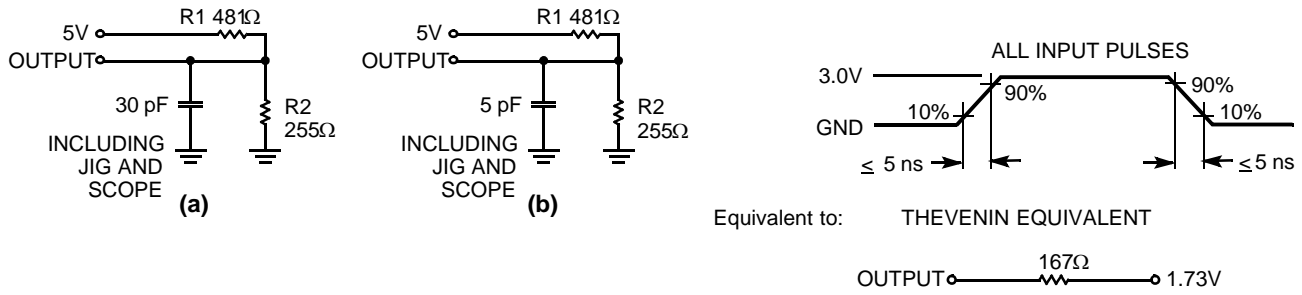 R1 481Ω
5V
OUTPUT
30 pF
R2
255Ω
INCLUDING
JIG AND
SCOPE
(a)
R1 481Ω
5V
OUTPUT
5 pF
R2
255Ω
INCLUDING
JIG AND
SCOPE
(b)
ALL INPUT PULSES
3.0V
90%
90%
10%
10%
GND
≤ 5 ns
≤ 5 ns
Equivalent to: THEVENIN EQUIVALENT
167Ω
OUTPUT
1.73V